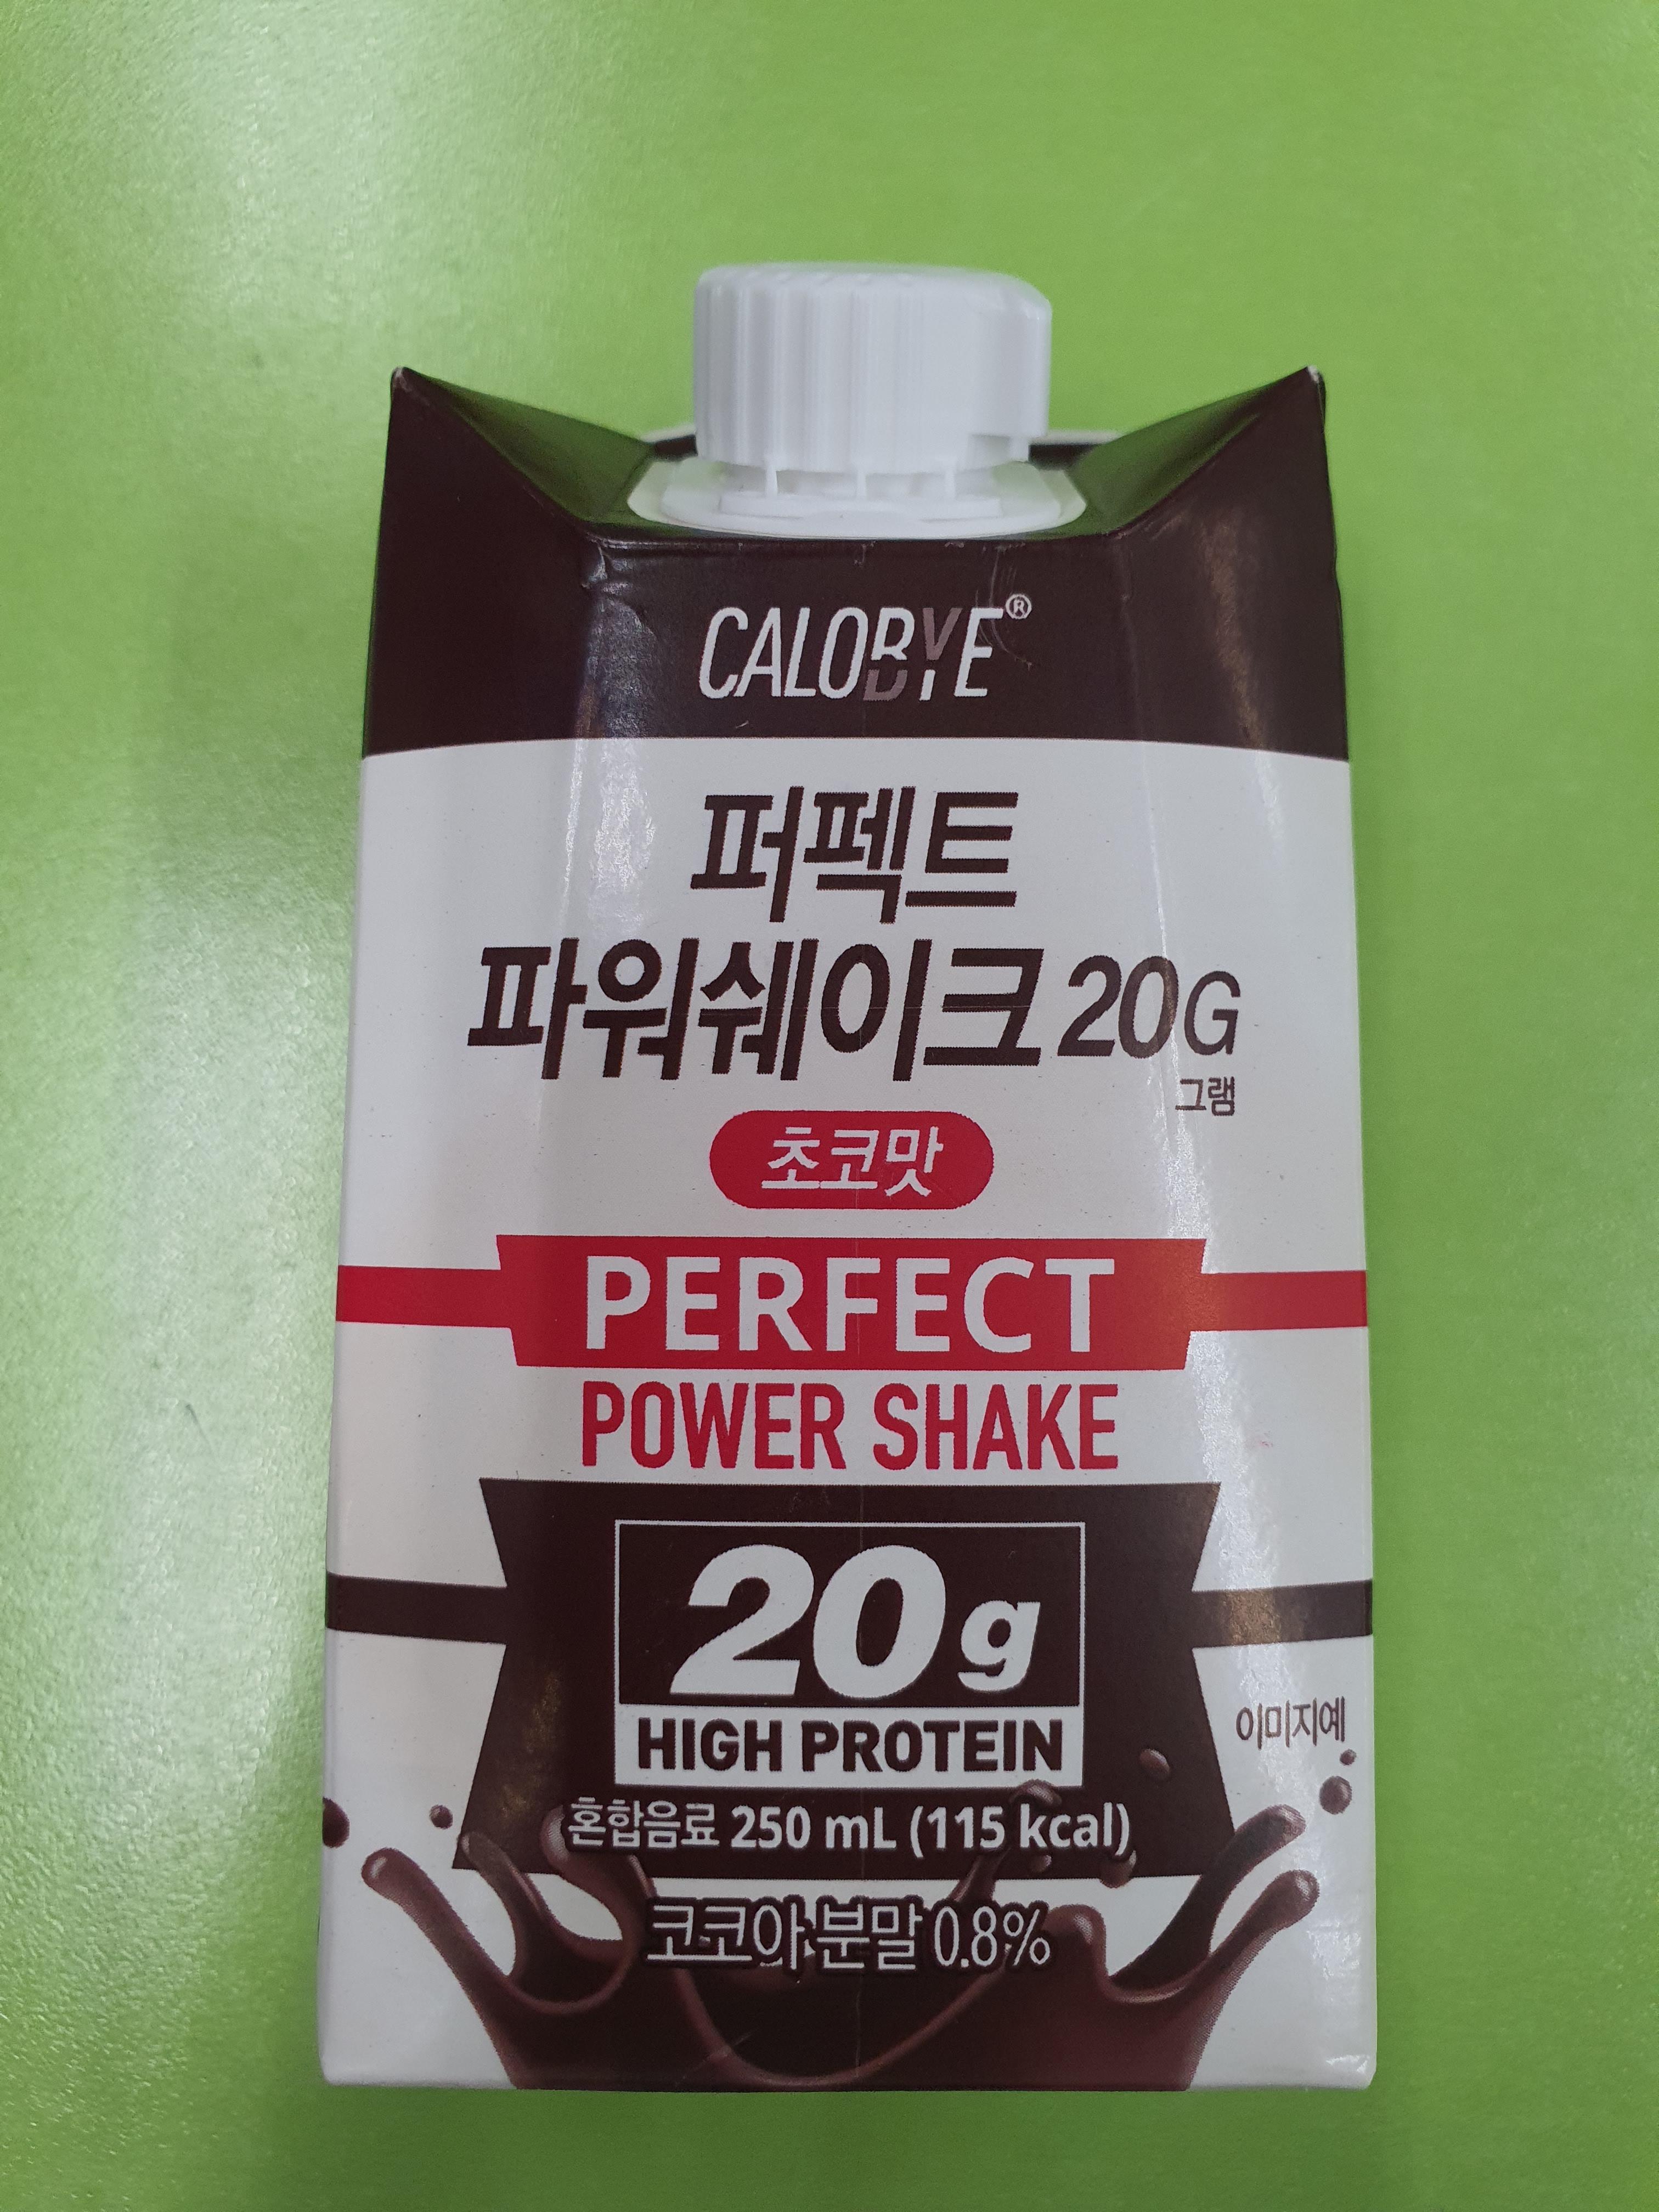 CALOBYE®
퍼펙트
파워쉐이크 20G
그램
초코맛
PERFECT
POWER SHAKE
20g
HIGH PROTEIN
이미지예
혼합음료 250 mL (115 kcal)
코코아 분말 0.8%